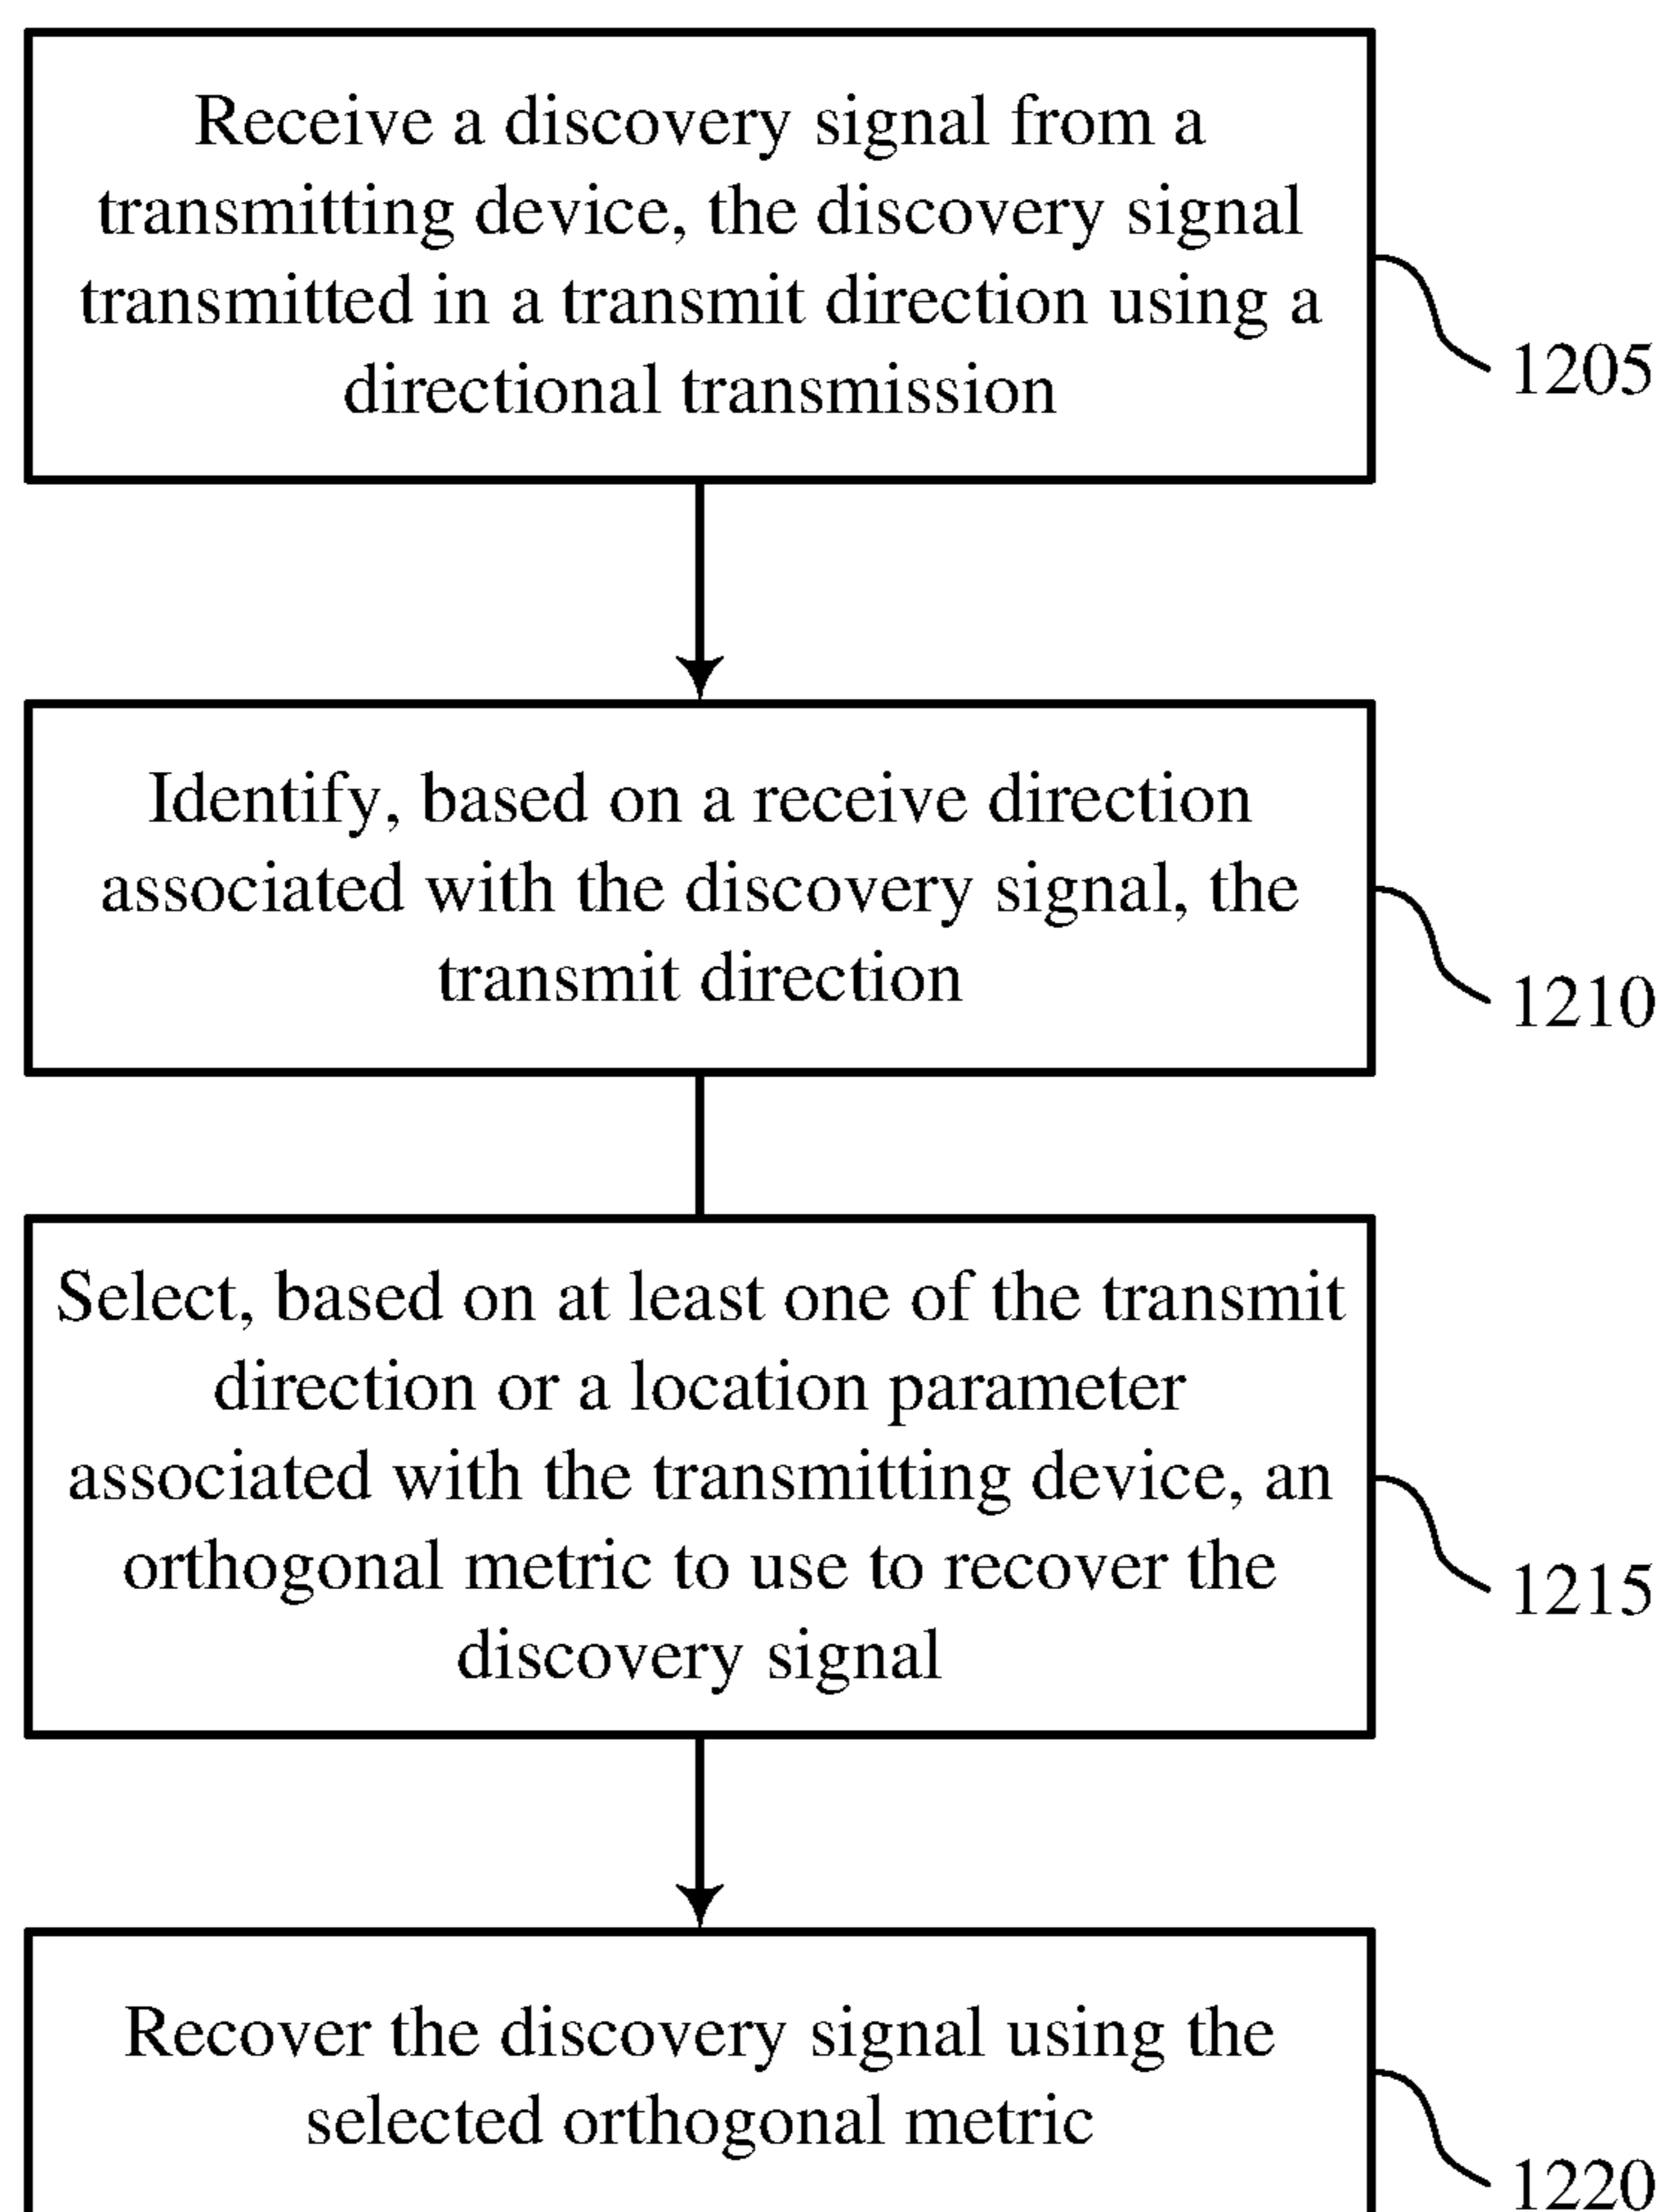 Receive a discovery signal from a
transmitting device, the discovery signal
transmitted in a transmit direction using a
directional transmission
1205
Identify, based on a receive direction
associated with the discovery signal, the
transmit direction
1210
Select, based on at least one of the transmit
direction or a location parameter
associated with the transmitting device, an
orthogonal metric to use to recover the
discovery signal
1215
Recover the discovery signal using the
selected orthogonal metric
1220